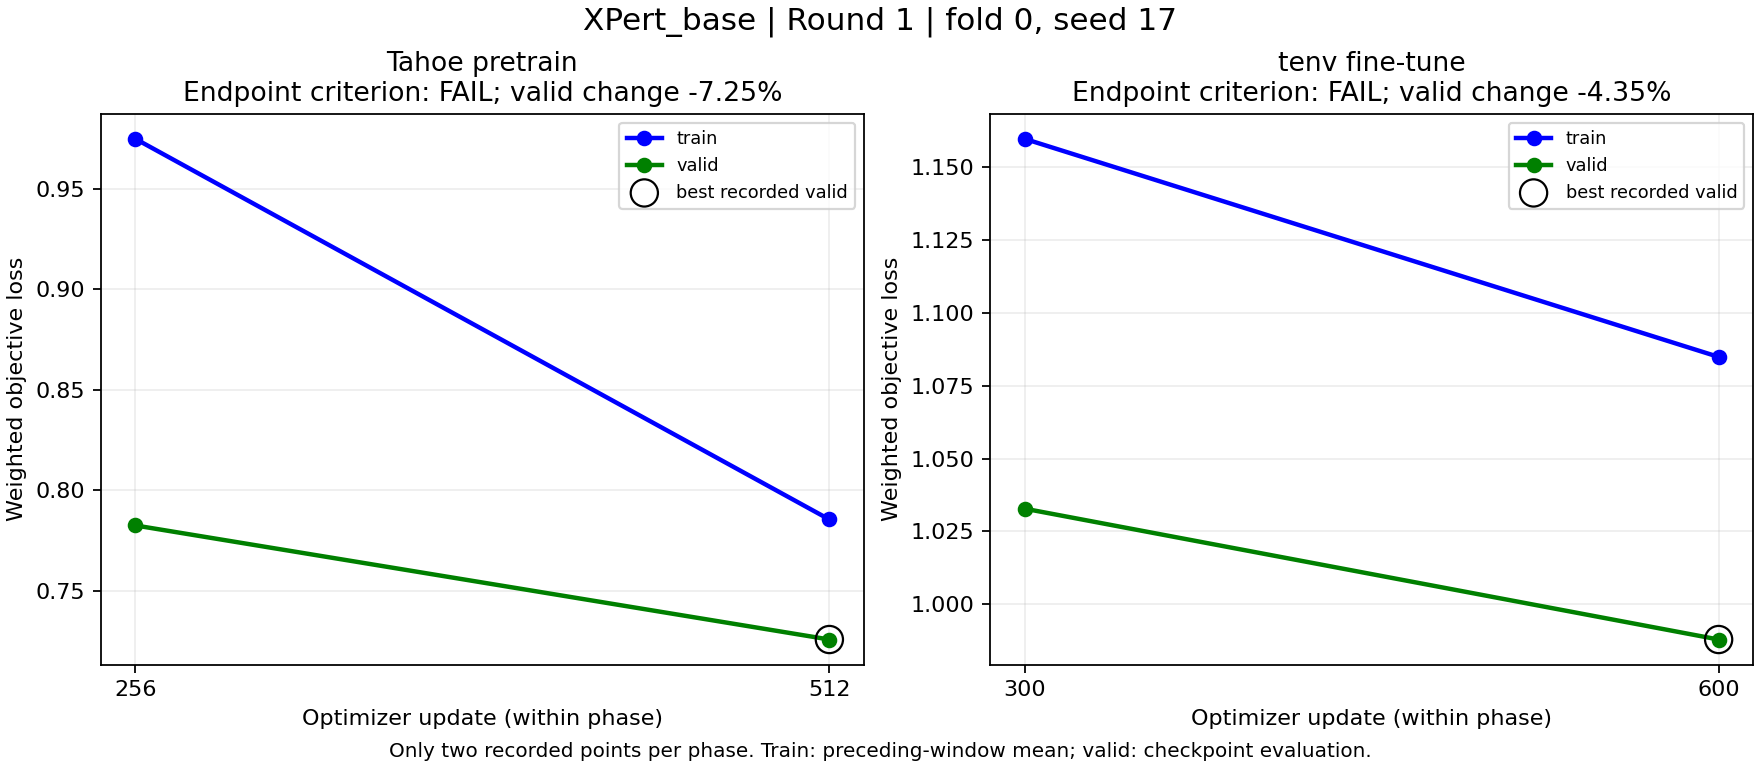 XPert_base | Round 1 | fold 0, seed 17
Tahoe pretrain
Endpoint criterion: FAIL; valid change -7.25%
train
valid
best recorded valid
0.95
0.90
0.85
0.80
0.75
Weighted objective loss
256
512
Optimizer update (within phase)
tenv fine-tune
Endpoint criterion: FAIL; valid change -4.35%
train
valid
best recorded valid
1.150
1.125
1.100
1.075
1.050
1.025
1.000
Weighted objective loss
300
600
Optimizer update (within phase)
Only two recorded points per phase. Train: preceding-window mean; valid: checkpoint evaluation.